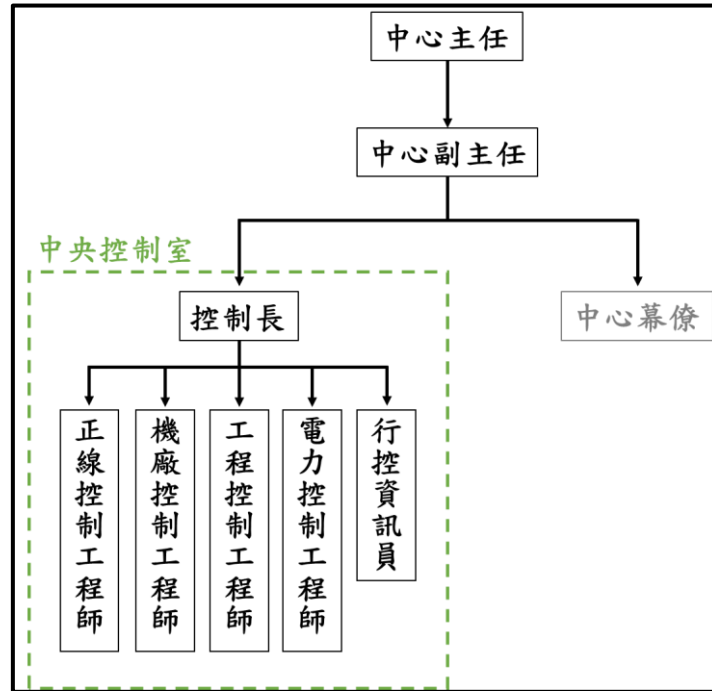 中心主任
中心副主任
中央控制室
控制長
中心幕僚
正線控制工程師
機廠控制工程師
工程控制工程師
電力控制工程師
行控資訊員